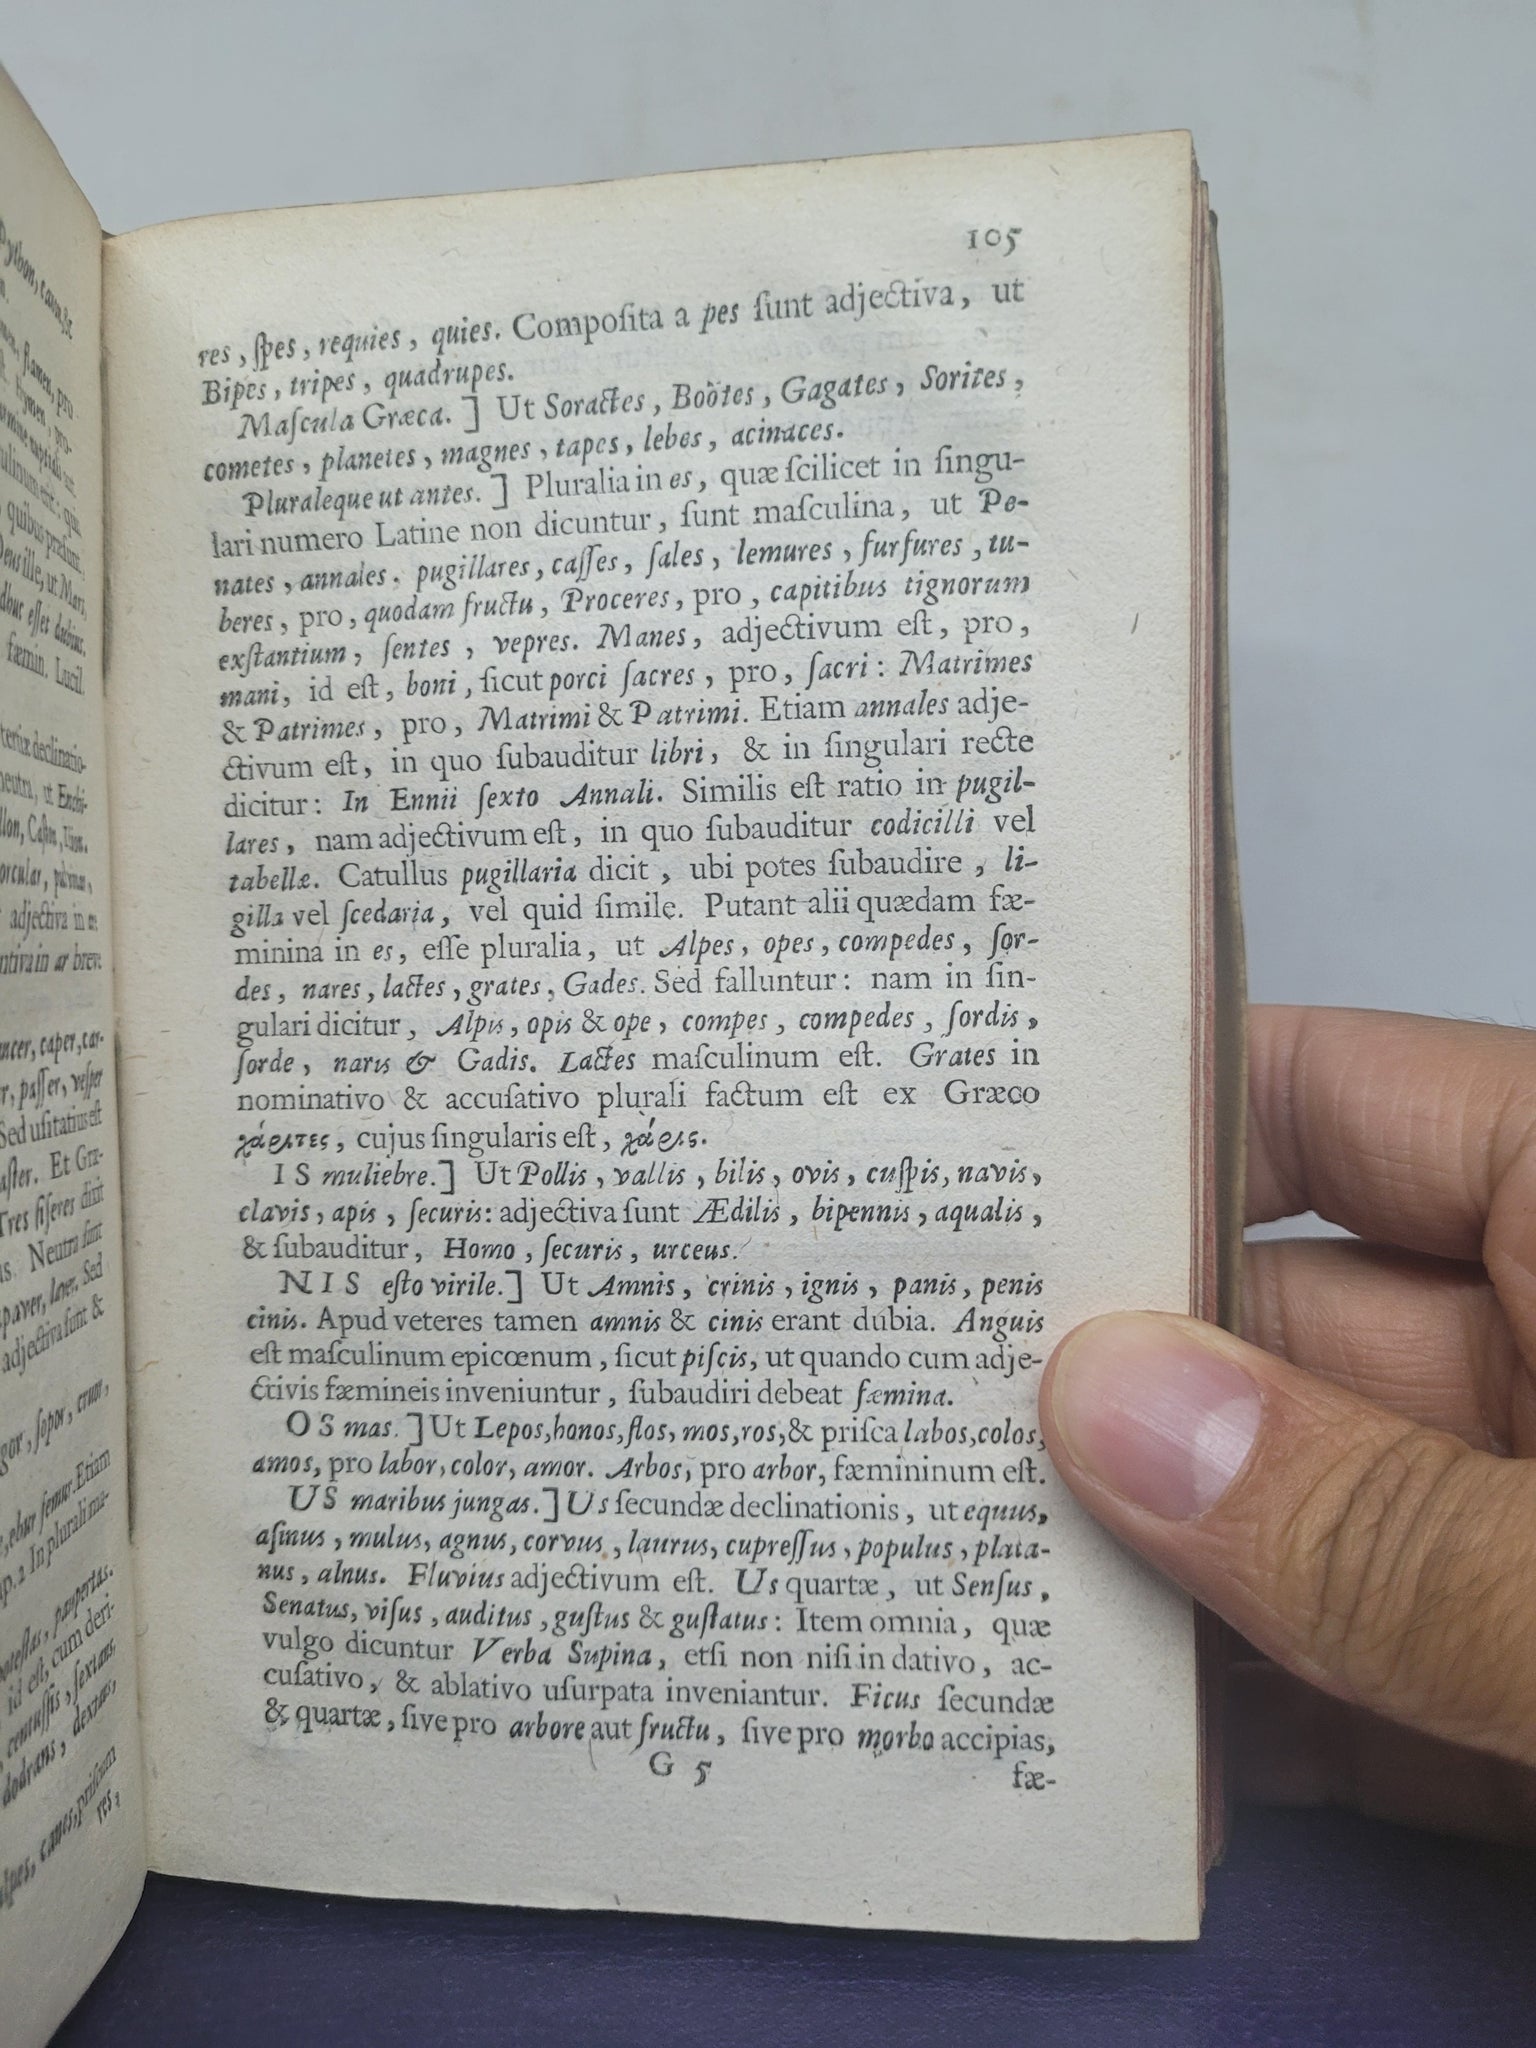 105
res, ſpes, requies, quies. Compoſita a pes ſunt adjectiva, ut
Bipes, tripes, quadrupes.
Maſcula Græca.] Ut Soractes, Boötes, Gagates, Sorites,
cometes, planetes, magnes, tapes, lebes, acinaces.
Pluraleque ut antes.] Pluralia in es, quæ ſcilicet in ſingu-
lari numero Latine non dicuntur, ſunt maſculina, ut Pe-
nates, annales, pugillares, caſſes, ſales, lemures, furfures, tu-
beres, pro, quodam fructu, Proceres, pro, capitibus tignorum
exſtantium, ſentes, vepres. Manes, adjectivum eſt, pro,
mani, id eſt, boni, ſicut porci ſacres, pro, ſacri: Matrimes
& Patrimes, pro, Matrimi & Patrimi. Etiam annales adje-
ctivum eſt, in quo ſubauditur libri, & in ſingulari recte
dicitur: In Ennii ſexto Annali. Similis eſt ratio in pugil-
lares, nam adjectivum eſt, in quo ſubauditur codicilli vel
tabellæ. Catullus pugillaria dicit, ubi potes ſubaudire, li-
gilla vel ſcedaria, vel quid ſimile. Putant alii quædam fæ-
minina in es, eſſe pluralia, ut Alpes, opes, compedes, ſor-
des, nares, lactes, grates, Gades. Sed falluntur: nam in ſin-
gulari dicitur, Alpis, opis & ope, compes, compedes, ſordis,
ſorde, naris & Gadis. Lactes maſculinum eſt. Grates in
nominativo & accuſativo plurali factum eſt ex Græco
χάριτες, cujus ſingularis eſt, χάρις.
IS muliebre.] Ut Pollis, vallis, bilis, ovis, cuſpis, navis,
clavis, apis, ſecuris: adjectiva ſunt Ædilis, bipennis, aqualis,
& ſubauditur, Homo, ſecuris, urceus.
NIS eſto virile.] Ut Amnis, crinis, ignis, panis, penis
cinis. Apud veteres tamen amnis & cinis erant dubia. Anguis
eſt maſculinum epicœnum, ſicut piſcis, ut quando cum adje-
ctivis fæmineis inveniuntur, ſubaudiri debeat fæmina.
OS mas.] Ut Lepos, honos, flos, mos, ros, & priſca labos, colos,
amos, pro labor, color, amor. Arbos, pro arbor, fæmininum eſt.
US maribus jungas.] Us ſecundæ declinationis, ut equus,
aſinus, mulus, agnus, corvus, laurus, cupreſſus, populus, plata-
nus, alnus. Fluvius adjectivum eſt. Us quartæ, ut Senſus,
Senatus, viſus, auditus, guſtus & guſtatus: Item omnia, quæ
vulgo dicuntur Verba Supina, etſi non niſi in dativo, ac-
cuſativo, & ablativo uſurpata inveniantur. Ficus ſecundæ
& quartæ, ſive pro arbore aut fructu, ſive pro morbo accipias,
G 5
fæ-